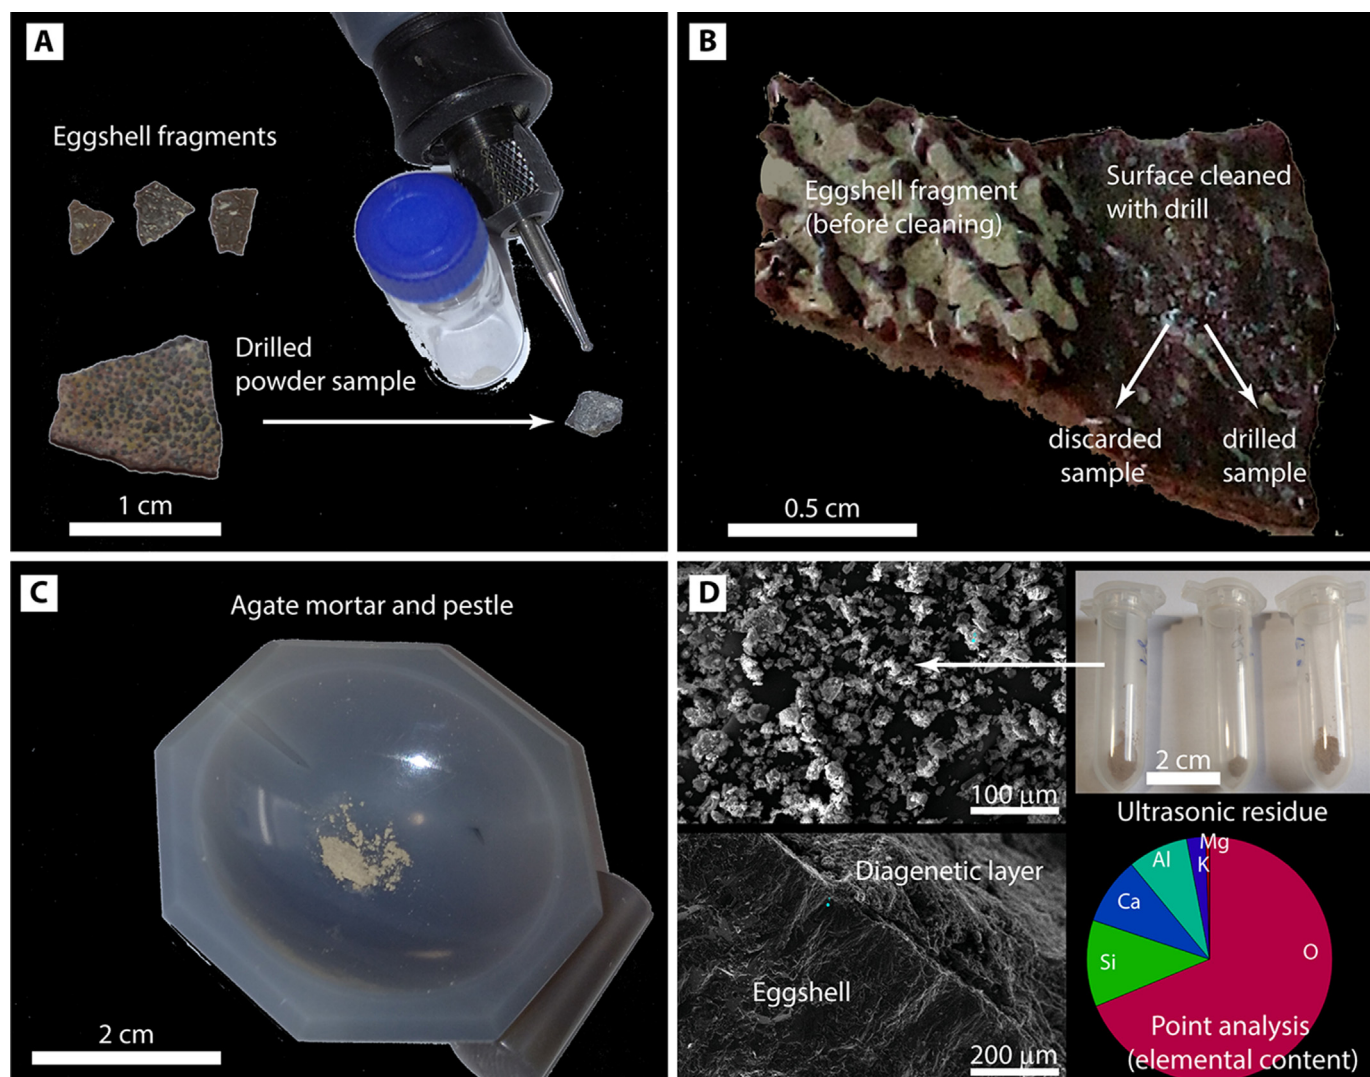 A
Eggshell fragments
Drilled
powder sample
1 cm
B
Eggshell fragment
(before cleaning)
Surface cleaned
with drill
discarded
sample
drilled
sample
0.5 cm
C
Agate mortar and pestle
2 cm
D
100 µm
2 cm
Ultrasonic residue
Diagenetic layer
Eggshell
200 µm
Mg
K
Al
Ca
Si
O
Point analysis
(elemental content)